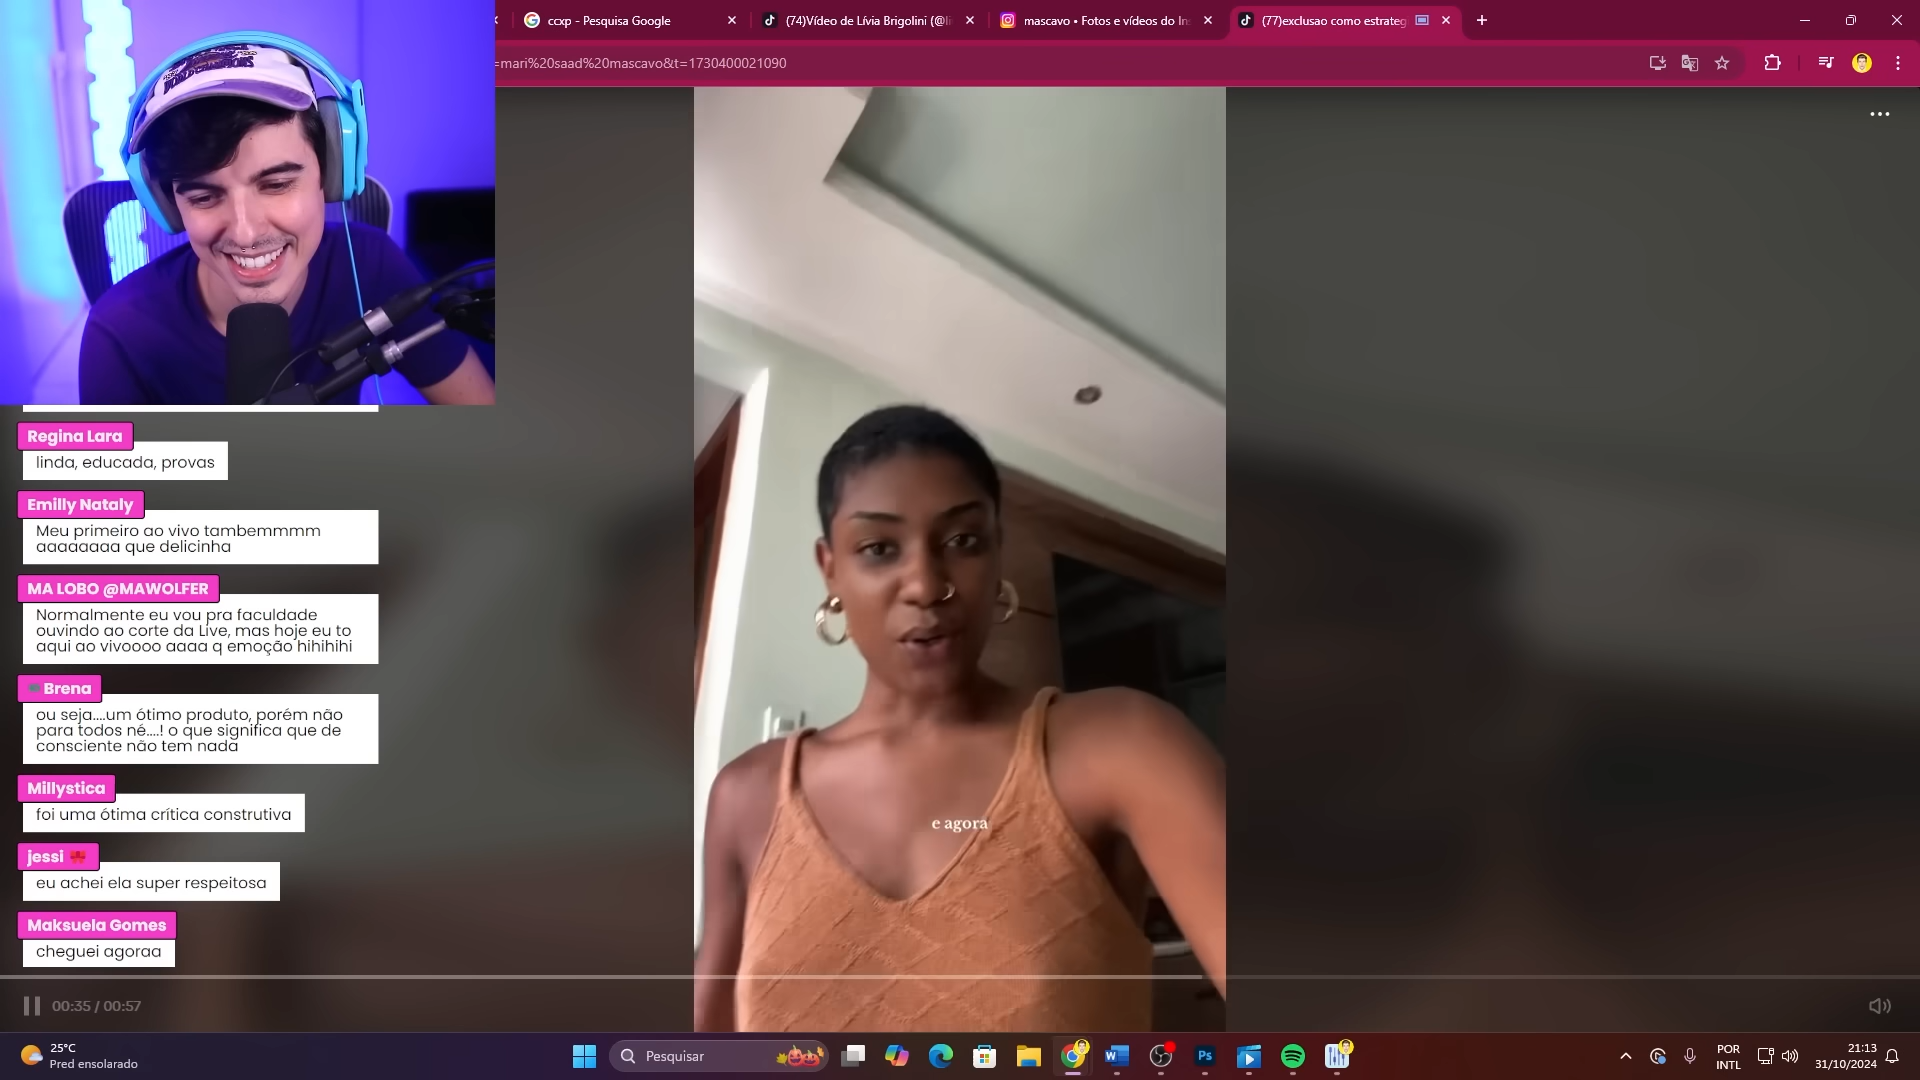 ccxp - Pesquisa Google
(74)Vídeo de Lívia Brigolini (@li
mascavo • Fotos e vídeos do In
(77)exclusao como estrateg
=mari%20saad%20mascavo&t=1730400021090
Regina Lara
linda, educada, provas
Emilly Nataly
Meu primeiro ao vivo tambemmmm
aaaaaaaa que delicinha
MA LOBO @MAWOLFER
Normalmente eu vou pra faculdade
ouvindo ao corte da Live, mas hoje eu to
aqui ao vivoooo aaaa q emoção hihihihi
Brena
ou seja....um ótimo produto, porém não
para todos né....! o que significa que de
consciente não tem nada
Millystica
foi uma ótima crítica construtiva
jessi
eu achei ela super respeitosa
Maksuela Gomes
cheguei agoraa
e agora
00:35 / 00:57
25°C
Pred ensolarado
Pesquisar
Ps
POR
INTL
21:13
31/10/2024